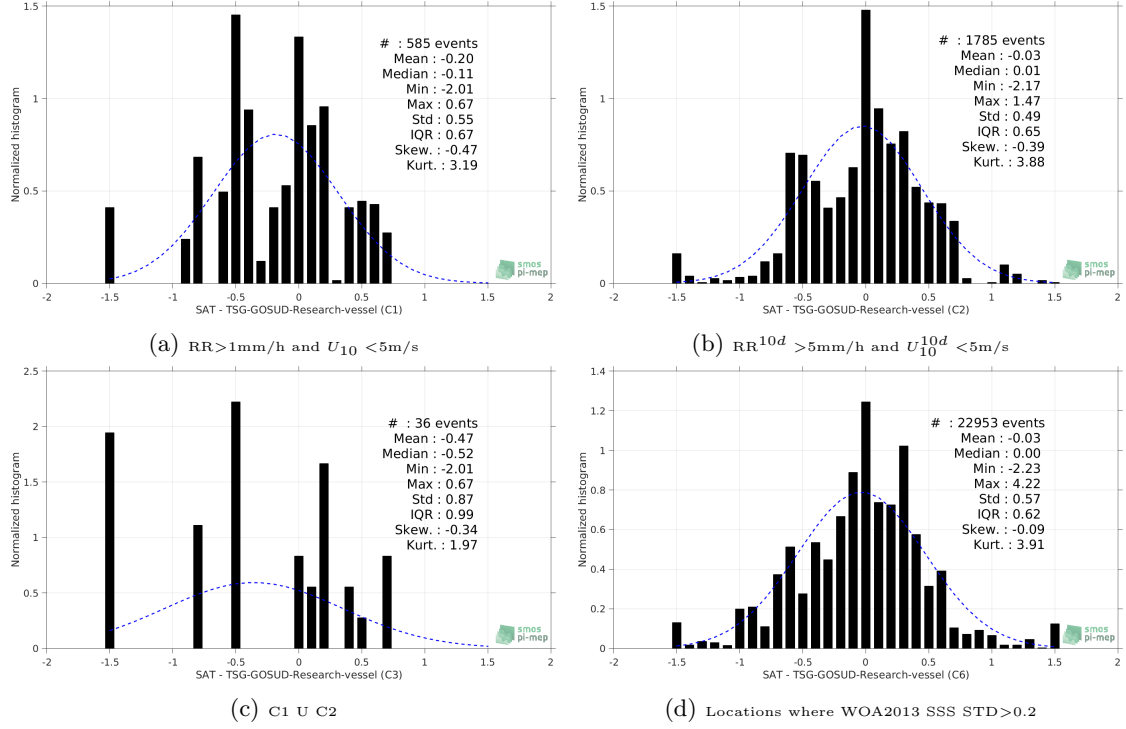 1.5
1
0.5
0
-2
-1.5
-1
-0.5
0
0.5
1
1.5
2
Normalized histogram
SAT - TSG-GOSUD-Research-vessel (C1)
# : 585 events
Mean : -0.20
Median : -0.11
Min : -2.01
Max : 0.67
Std : 0.55
IQR : 0.67
Skew. : -0.47
Kurt. : 3.19
smos
pi-mep
(a) RR>1mm/h and U10 <5m/s
1.5
1
0.5
0
-2
-1.5
-1
-0.5
0
0.5
1
1.5
2
Normalized histogram
SAT - TSG-GOSUD-Research-vessel (C2)
# : 1785 events
Mean : -0.03
Median : 0.01
Min : -2.17
Max : 1.47
Std : 0.49
IQR : 0.65
Skew. : -0.39
Kurt. : 3.88
smos
pi-mep
(b) RR^10d >5mm/h and U10^10d <5m/s
2.5
2
1.5
1
0.5
0
-2
-1.5
-1
-0.5
0
0.5
1
1.5
2
Normalized histogram
SAT - TSG-GOSUD-Research-vessel (C3)
# : 36 events
Mean : -0.47
Median : -0.52
Min : -2.01
Max : 0.67
Std : 0.87
IQR : 0.99
Skew. : -0.34
Kurt. : 1.97
smos
pi-mep
(c) C1 U C2
1.4
1.2
1
0.8
0.6
0.4
0.2
0
-2
-1.5
-1
-0.5
0
0.5
1
1.5
2
Normalized histogram
SAT - TSG-GOSUD-Research-vessel (C6)
# : 22953 events
Mean : -0.03
Median : 0.00
Min : -2.23
Max : 4.22
Std : 0.57
IQR : 0.62
Skew. : -0.09
Kurt. : 3.91
smos
pi-mep
(d) Locations where WOA2013 SSS STD>0.2